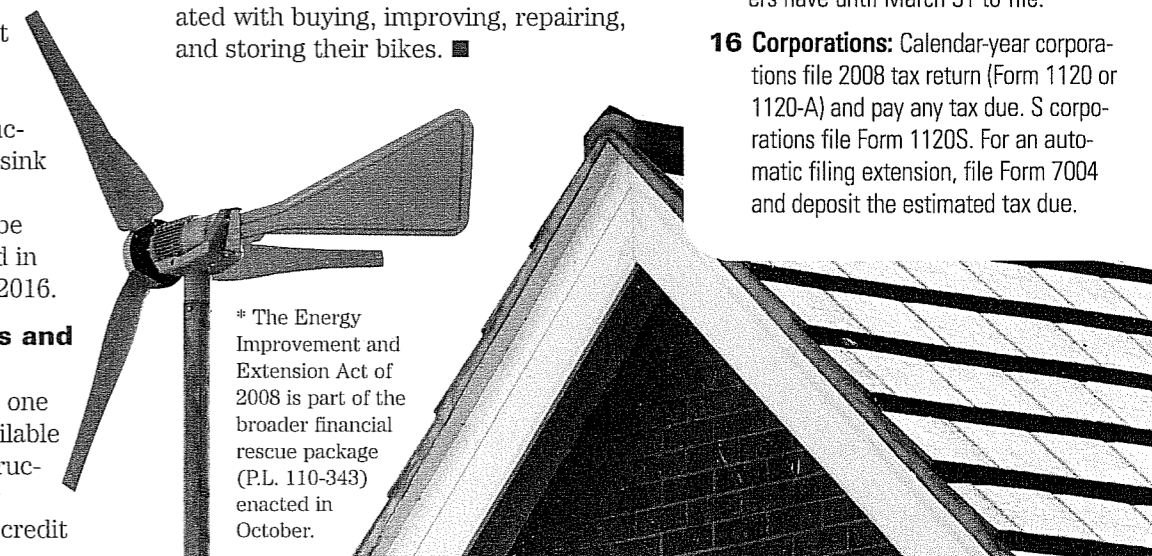 t
uc-
sink
be
d in
2016.
s and
one
ilable
ruc-
credit
ated with buying, improving, repairing,
and storing their bikes. ■
* The Energy
Improvement and
Extension Act of
2008 is part of the
broader financial
rescue package
(P.L. 110-343)
enacted in
October.
ers have until March 31 to file.
16 Corporations: Calendar-year corpora-
tions file 2008 tax return (Form 1120 or
1120-A) and pay any tax due. S corpo-
rations file Form 1120S. For an auto-
matic filing extension, file Form 7004
and deposit the estimated tax due.